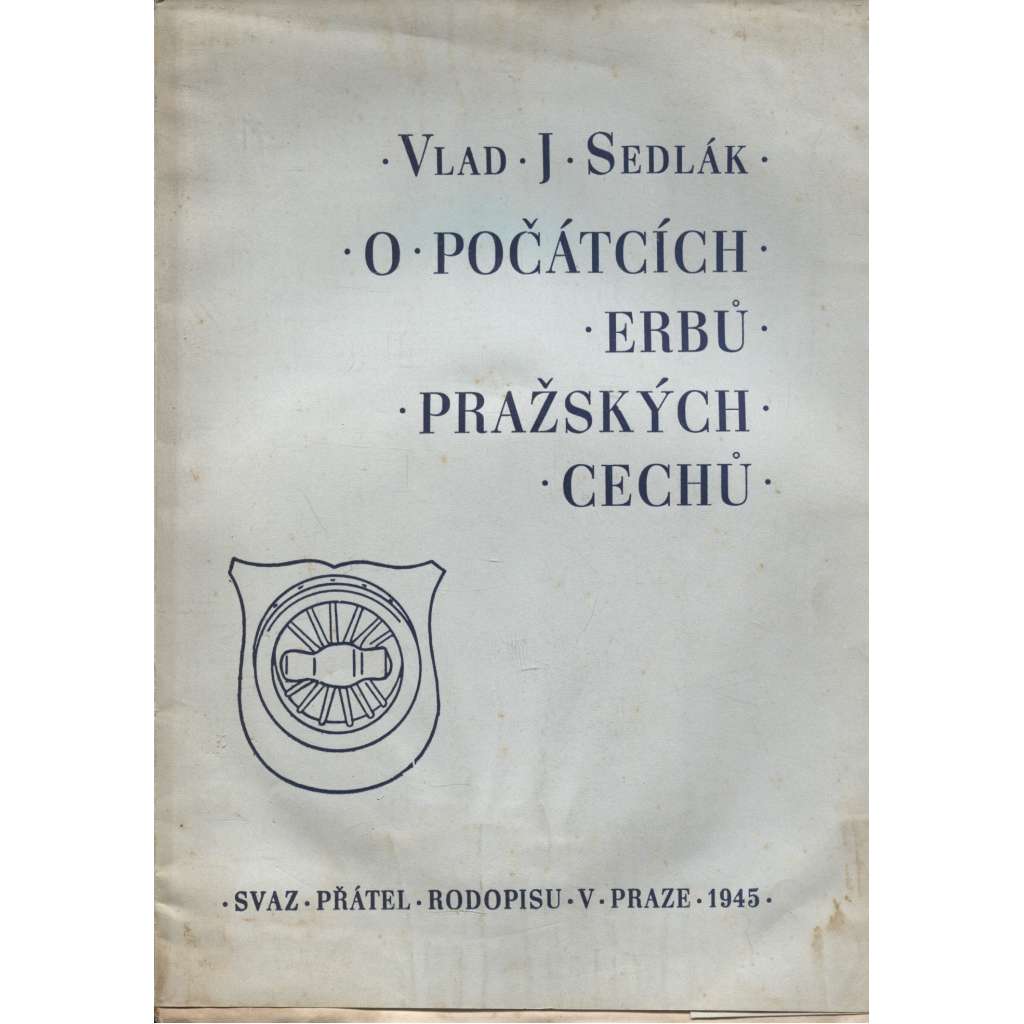 · VLAD · J · SEDLÁK ·
· O · POČÁTCÍCH ·
· ERBŮ ·
· PRAŽSKÝCH ·
· CECHŮ ·
· SVAZ · PŘÁTEL · RODOPISU · V · PRAZE · 1945 ·